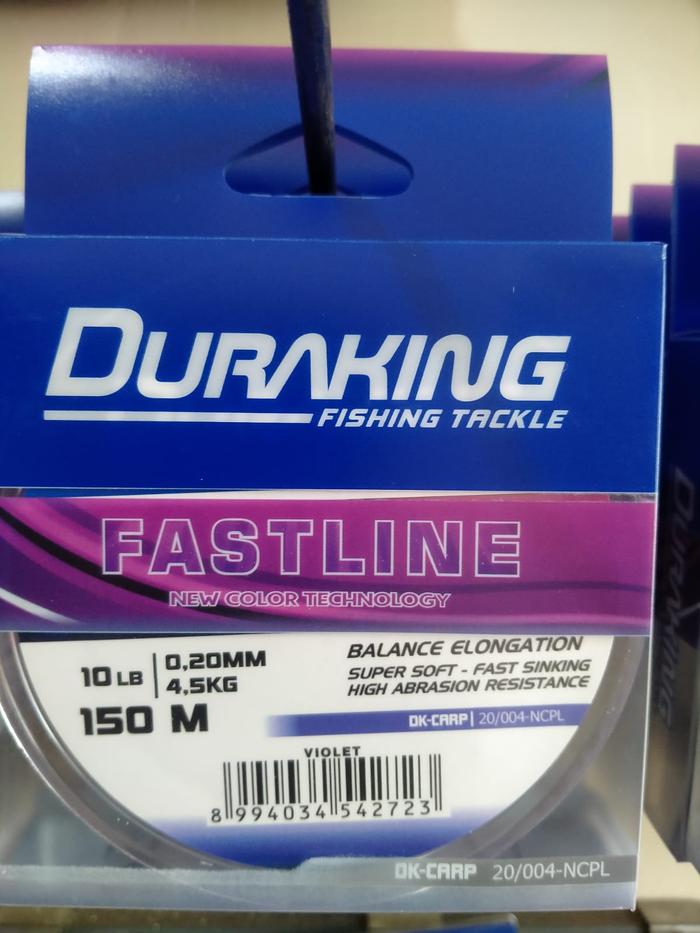 DURAKING
FISHING TACKLE
FASTLINE
NEW COLOR TECHNOLOGY
10 LB
0,20MM
4,5KG
150 M
BALANCE ELONGATION
SUPER SOFT - FAST SINKING
HIGH ABRASION RESISTANCE
DK-CARP | 20/004-NCPL
VIOLET
8 994034 542723
DK-CARP 20/004-NCPL
DURAKING